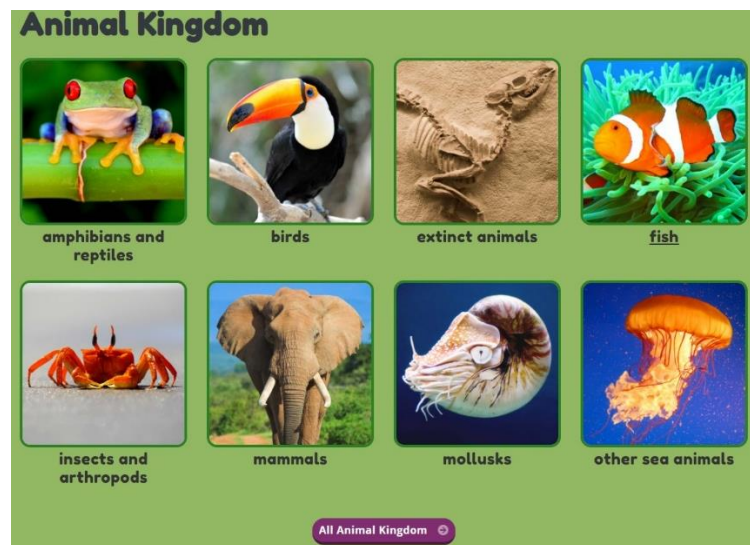 Animal Kingdom
amphibians and
reptiles
birds
extinct animals
fish
insects and
arthropods
mammals
mollusks
other sea animals
All Animal Kingdom